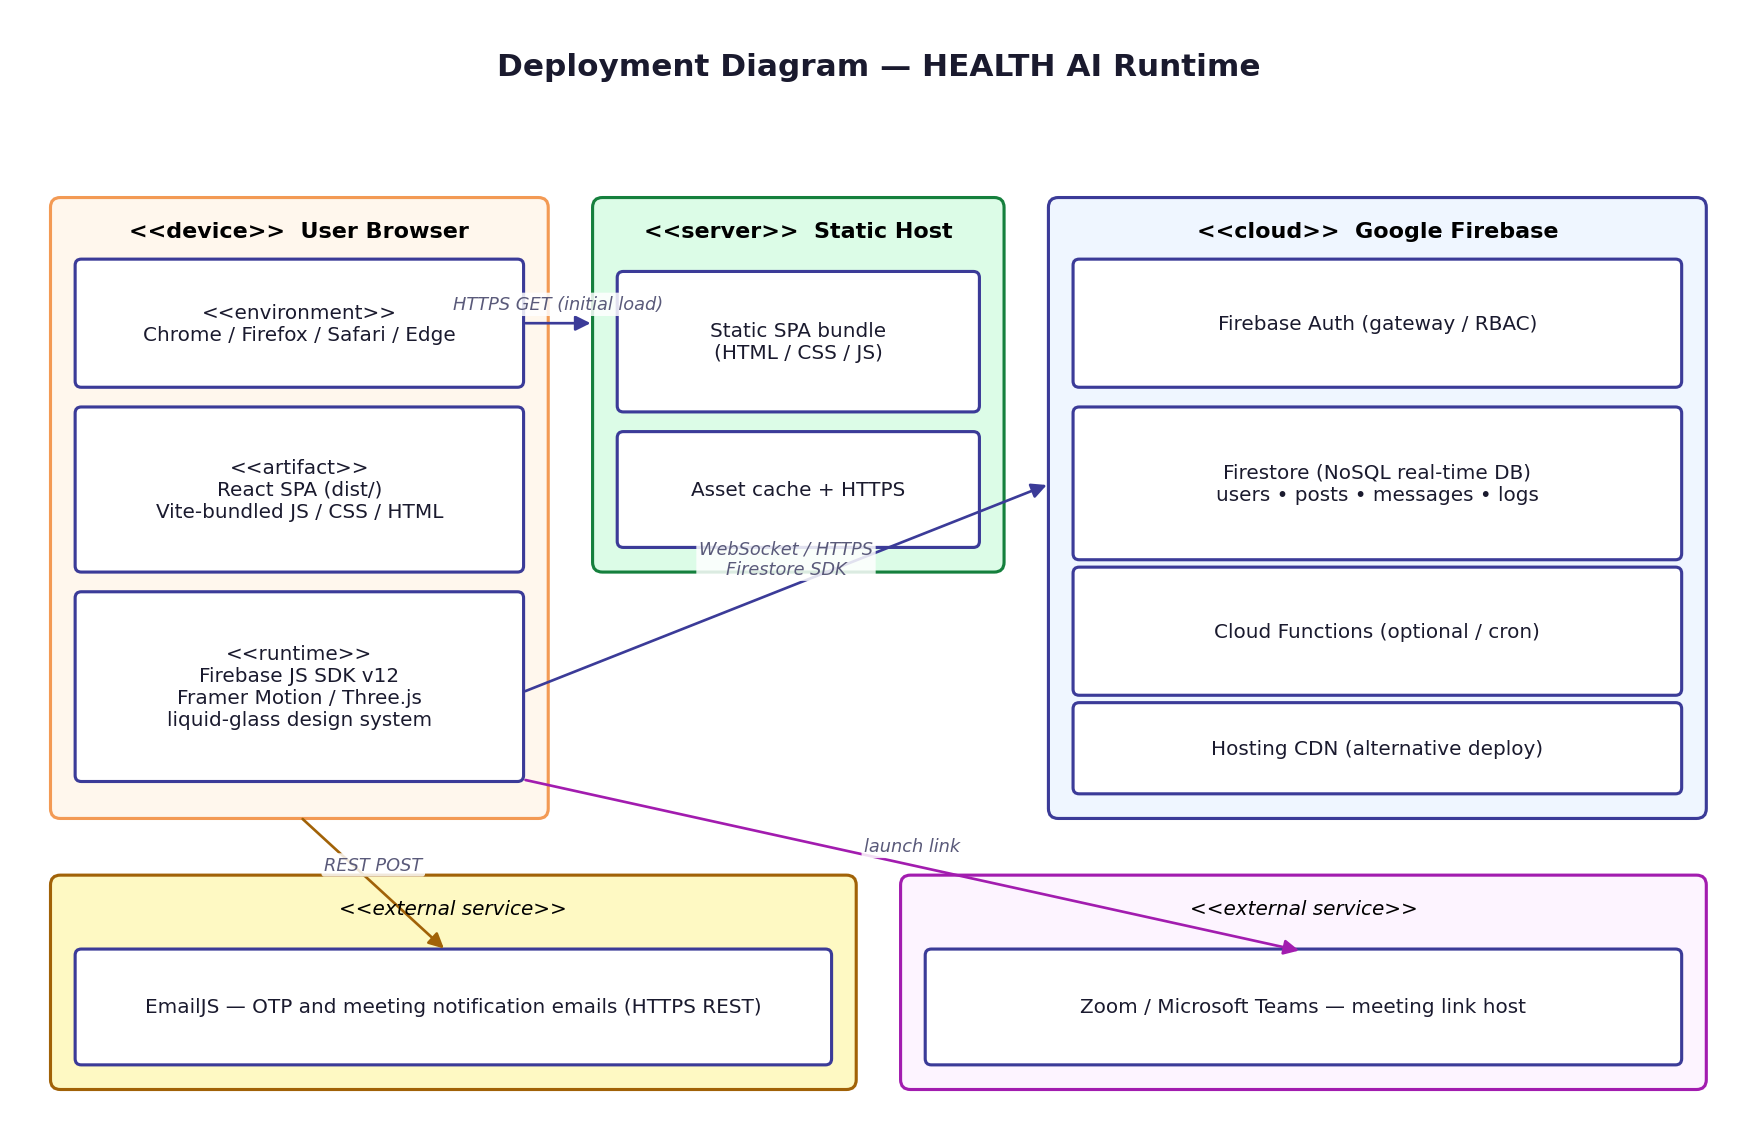 Deployment Diagram — HEALTH AI Runtime
<<device>> User Browser
<<environment>>
Chrome / Firefox / Safari / Edge
<<artifact>>
React SPA (dist/)
Vite-bundled JS / CSS / HTML
<<runtime>>
Firebase JS SDK v12
Framer Motion / Three.js
liquid-glass design system
HTTPS GET (initial load)
<<server>> Static Host
Static SPA bundle
(HTML / CSS / JS)
Asset cache + HTTPS
WebSocket / HTTPS
Firestore SDK
<<cloud>> Google Firebase
Firebase Auth (gateway / RBAC)
Firestore (NoSQL real-time DB)
users • posts • messages • logs
Cloud Functions (optional / cron)
Hosting CDN (alternative deploy)
REST POST
launch link
<<external service>>
EmailJS — OTP and meeting notification emails (HTTPS REST)
<<external service>>
Zoom / Microsoft Teams — meeting link host